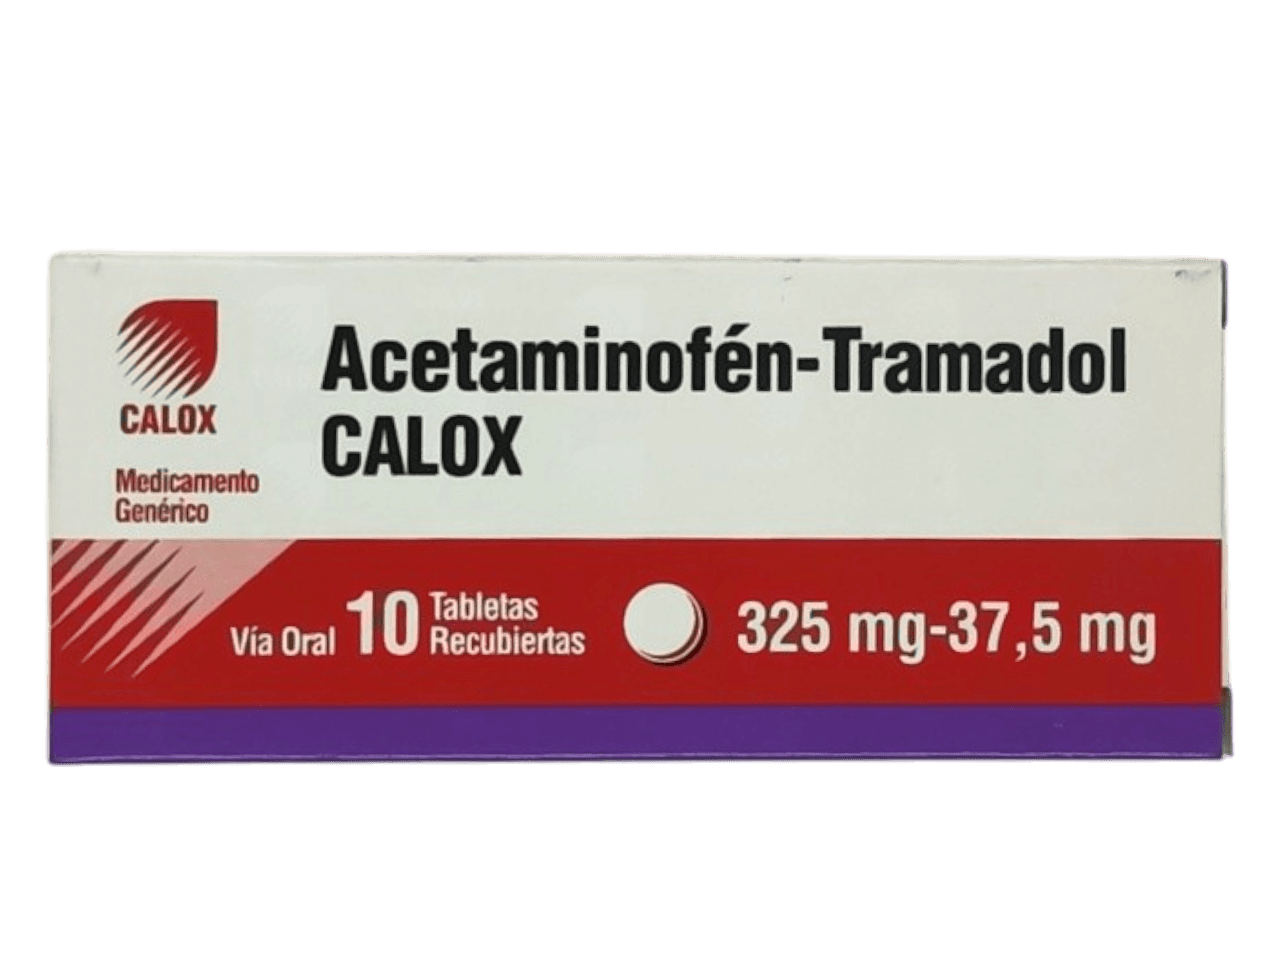 Acetaminofén-Tramadol
CALOX
CALOX
Medicamento
Genérico
Vía Oral 10 Tabletas
Recubiertas
325 mg-37,5 mg